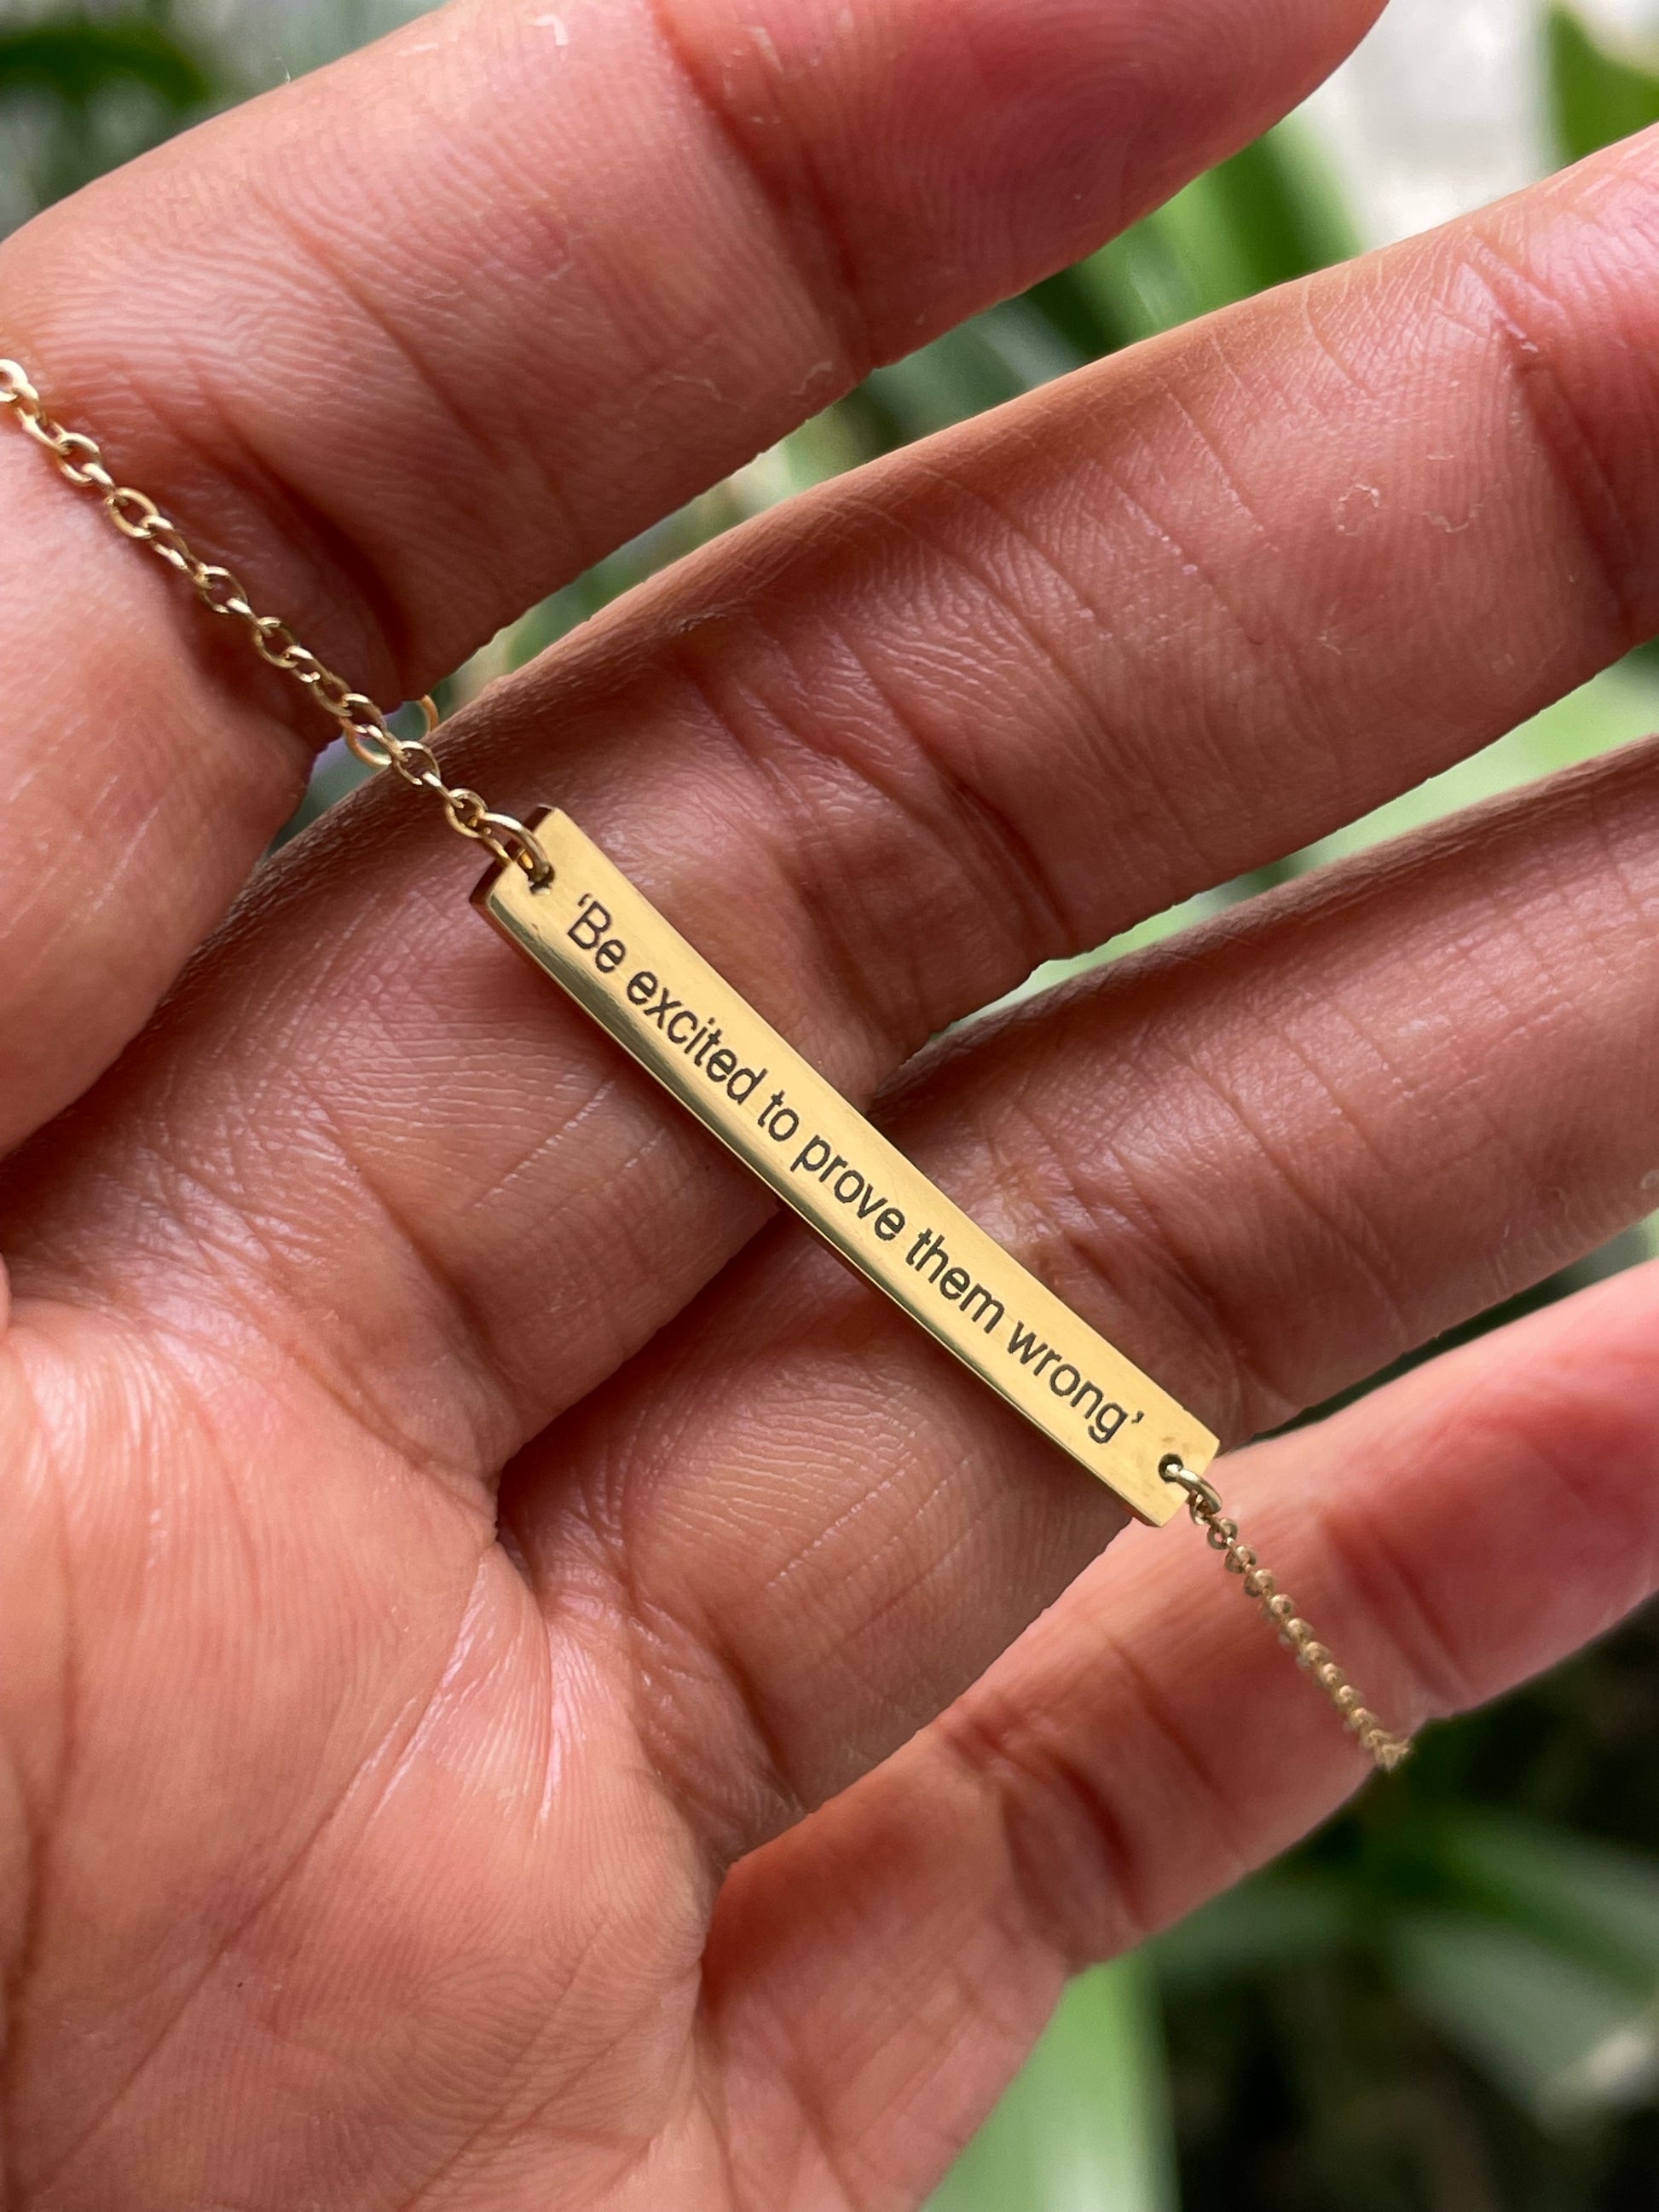 ‘Be excited to prove them wrong’